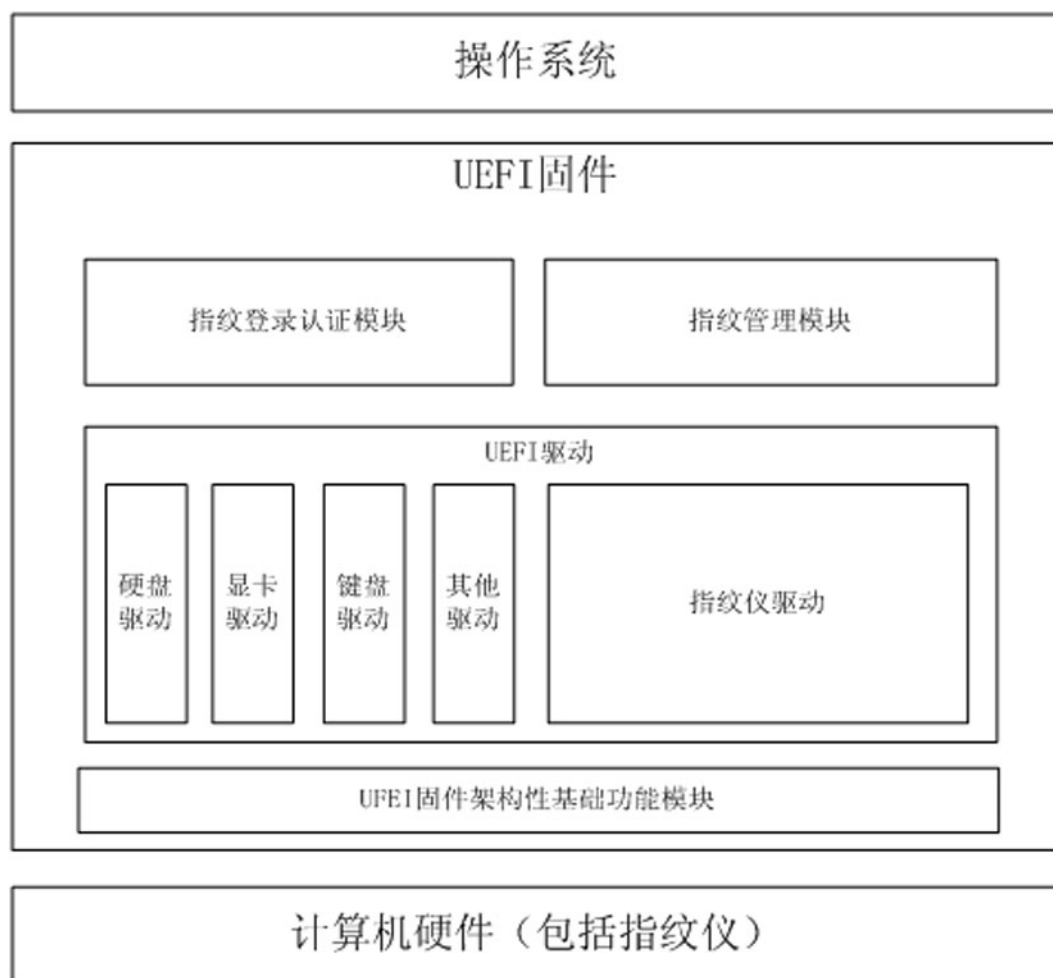 操作系统
UEFI固件
指纹登录认证模块
指纹管理模块
UEFI驱动
硬盘
驱动
显卡
驱动
键盘
驱动
其他
驱动
指纹仪驱动
UFEI固件架构性基础功能模块
计算机硬件（包括指纹仪）